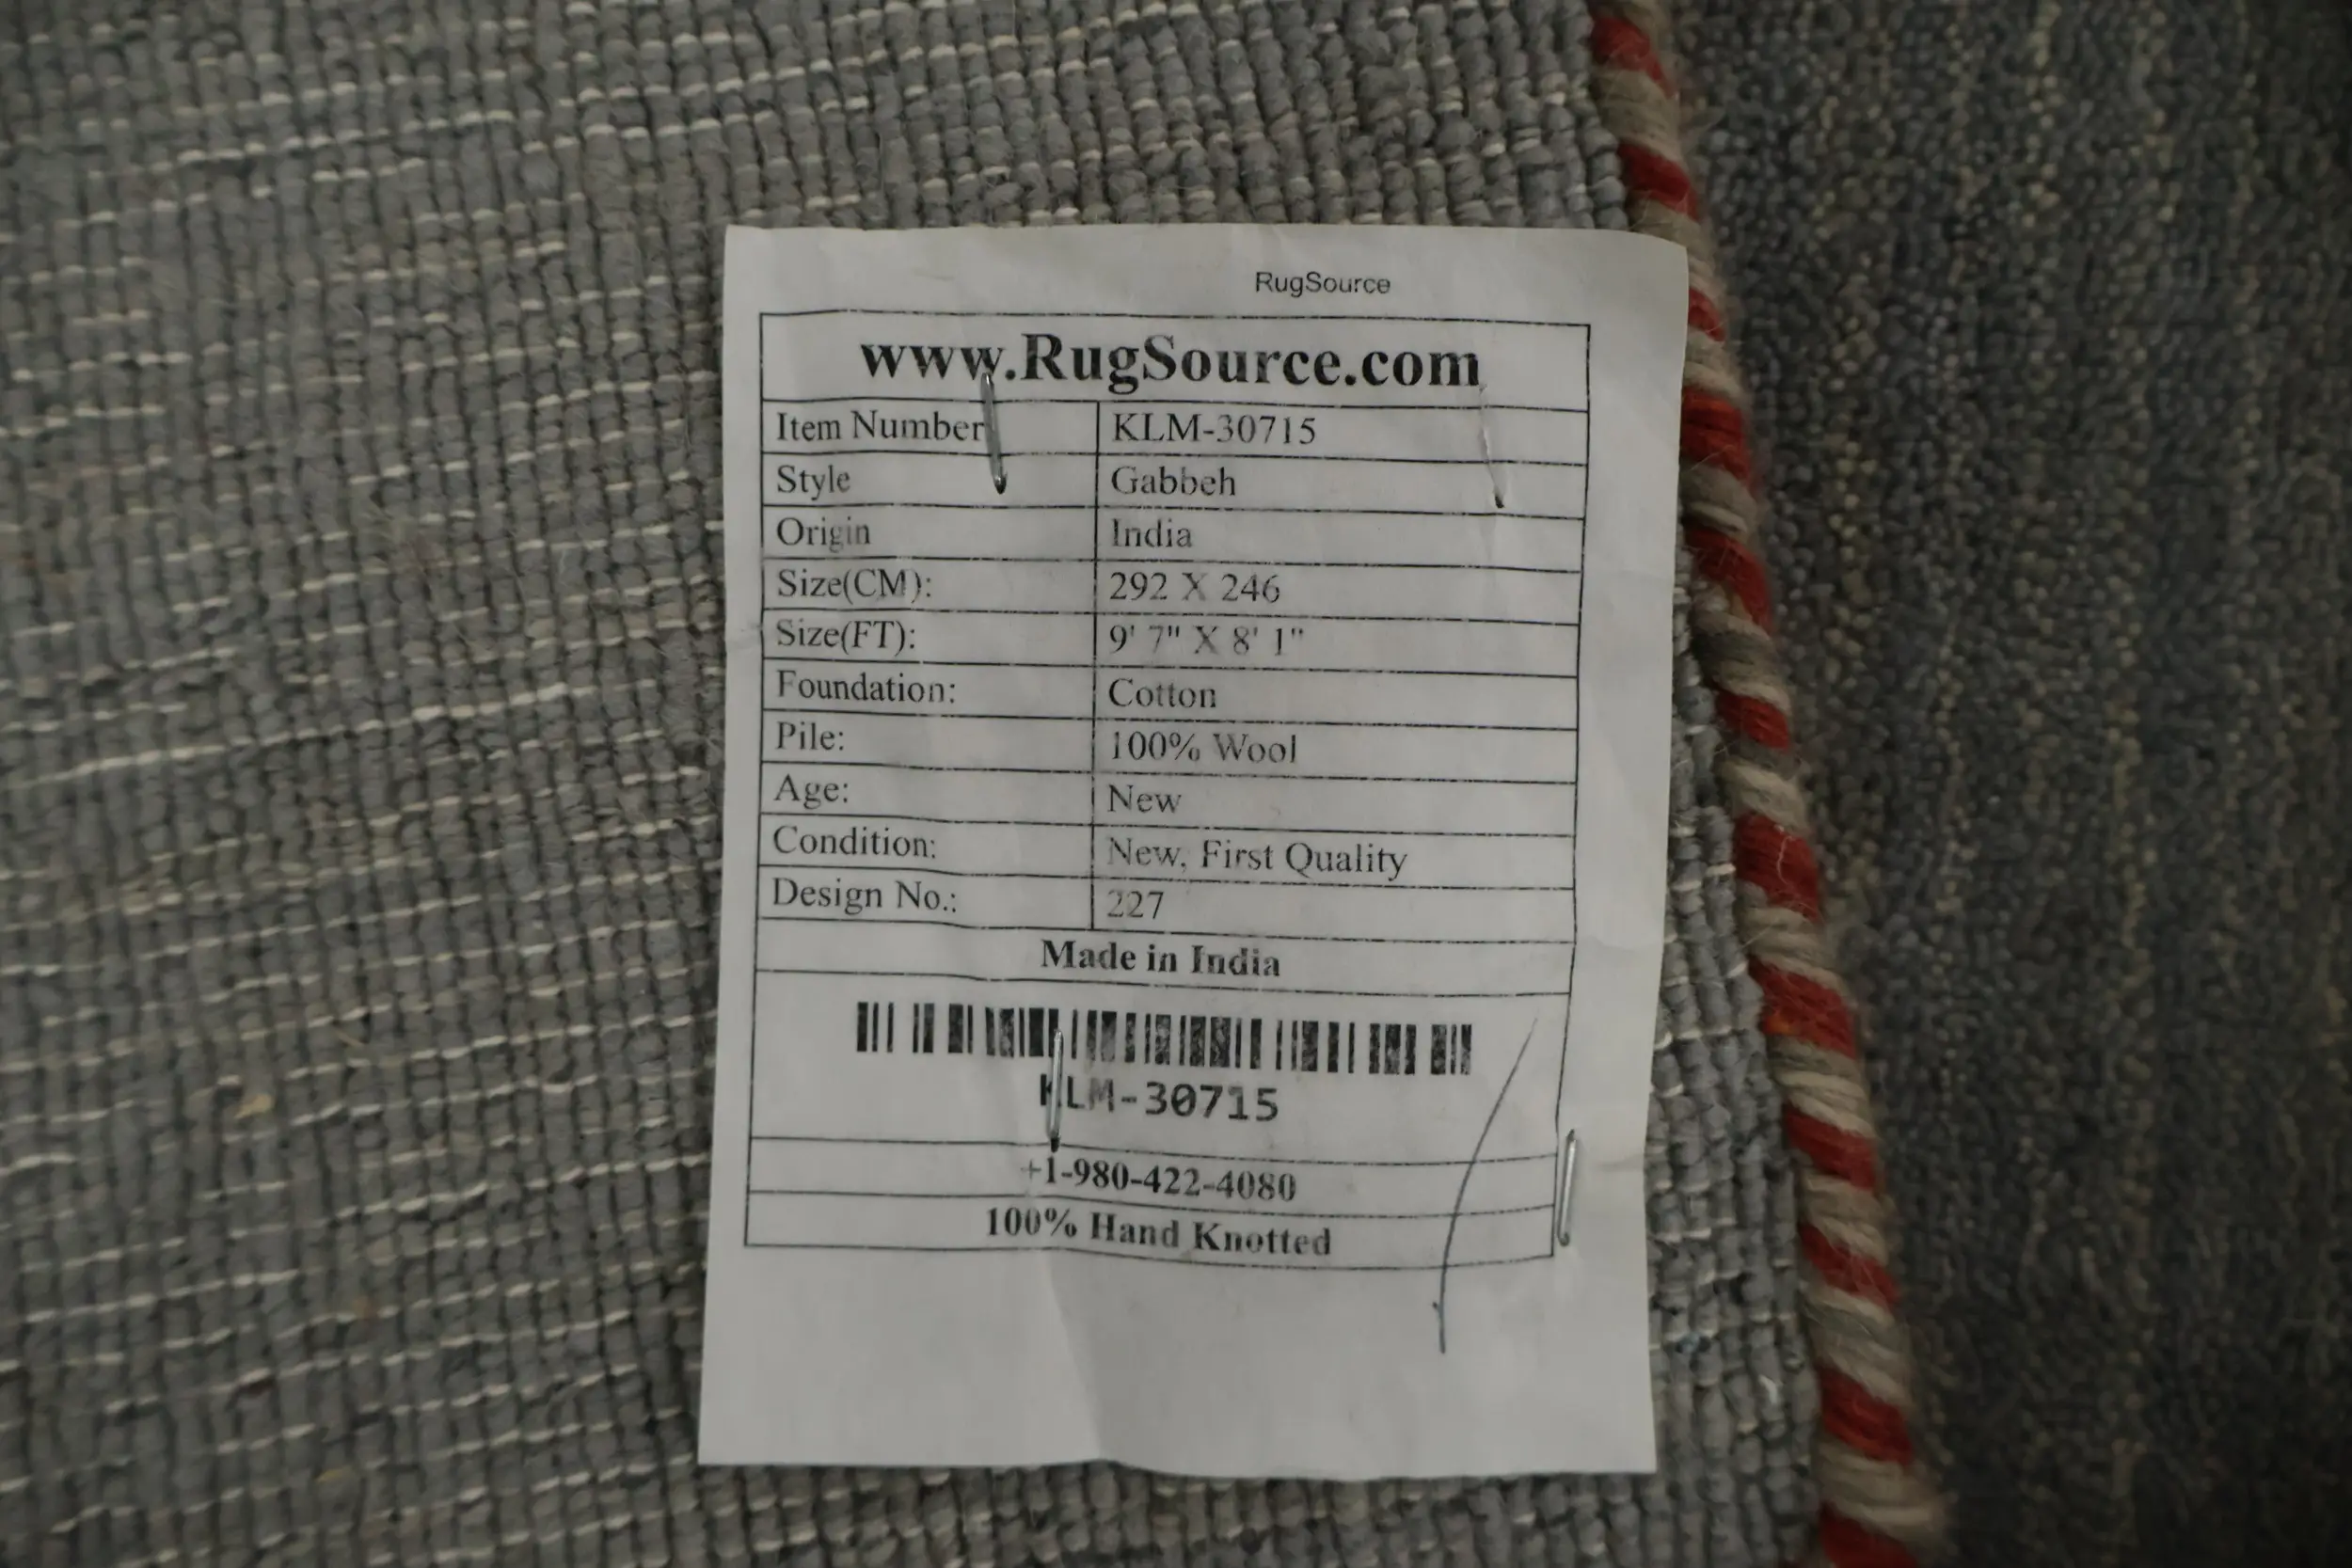 RugSource
www.RugSource.com
Item Number KLM-30715
Style Gabbeh
Origin India
Size(CM): 292 X 246
Size(FT): 9' 7" X 8' 1"
Foundation: Cotton
Pile: 100% Wool
Age: New
Condition: New, First Quality
Design No.: 227
Made in India
KLM-30715
+1-980-422-4080
100% Hand Knotted